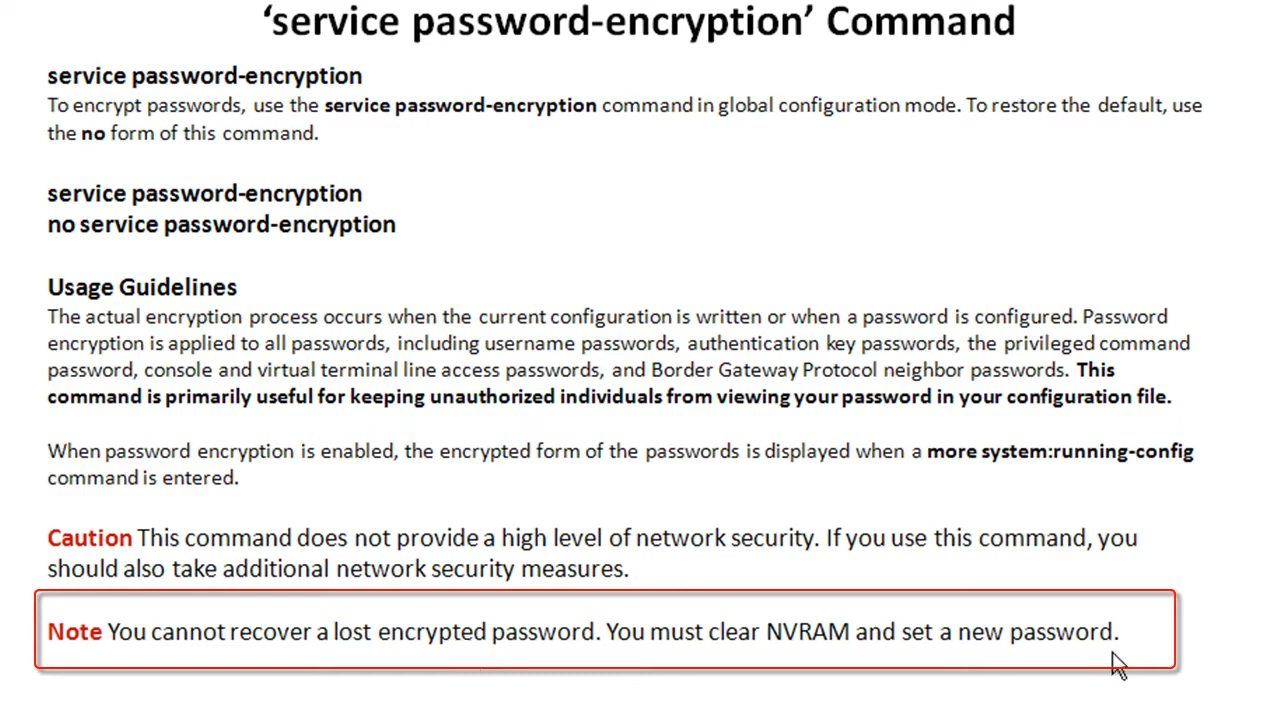 ‘service password-encryption’ Command
service password-encryption
To encrypt passwords, use the service password-encryption command in global configuration mode. To restore the default, use
the no form of this command.
service password-encryption
no service password-encryption
Usage Guidelines
The actual encryption process occurs when the current configuration is written or when a password is configured. Password
encryption is applied to all passwords, including username passwords, authentication key passwords, the privileged command
password, console and virtual terminal line access passwords, and Border Gateway Protocol neighbor passwords. This
command is primarily useful for keeping unauthorized individuals from viewing your password in your configuration file.
When password encryption is enabled, the encrypted form of the passwords is displayed when a more system:running-config
command is entered.
Caution This command does not provide a high level of network security. If you use this command, you
should also take additional network security measures.
Note You cannot recover a lost encrypted password. You must clear NVRAM and set a new password.